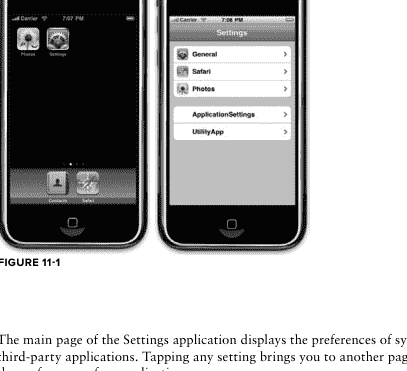 Carrier 7:07 PM
Photos Settings
Contacts Safari
Carrier 7:08 PM
Settings
General
Safari
Photos
ApplicationSettings
UtilityApp
FIGURE 11-1
The main page of the Settings application displays the preferences of sy
third-party applications. Tapping any setting brings you to another pag